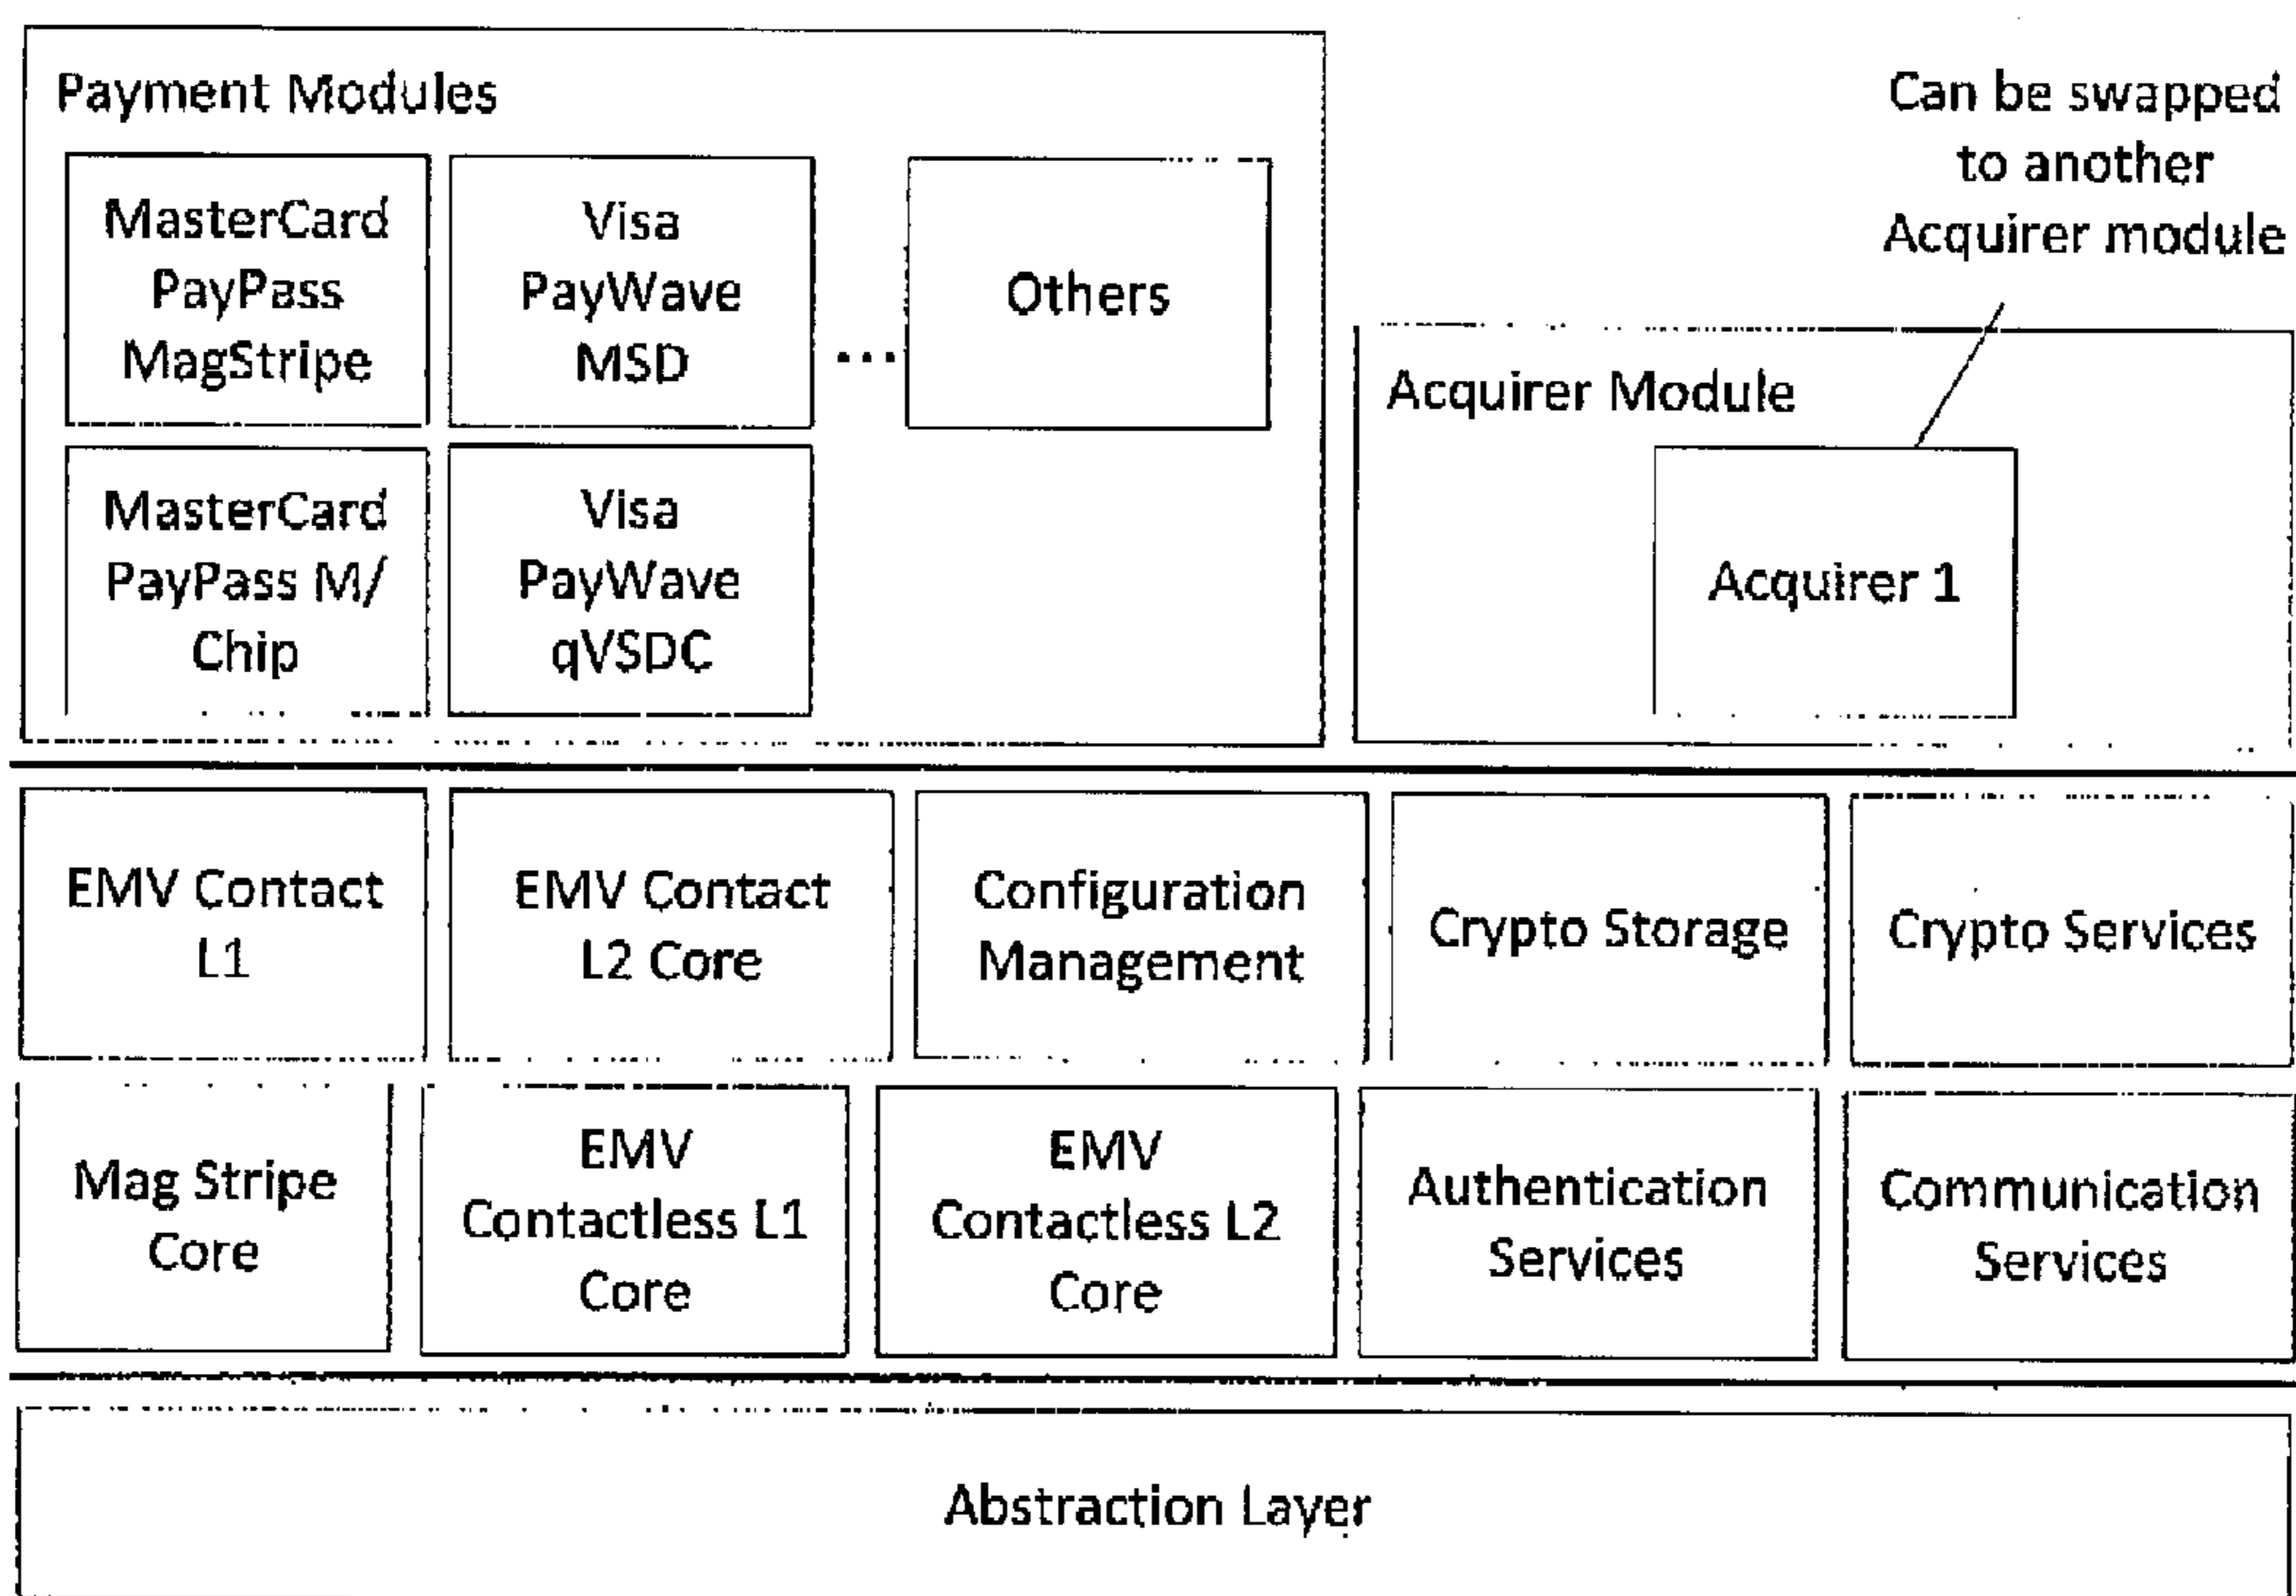 Payment Modules
MasterCard
PayPass
MagStripe
Visa
PayWave
MSD
...
Others
MasterCard
PayPass M/
Chip
Visa
PayWave
qVSDC
Can be swapped
to another
Acquirer module
Acquirer Module
Acquirer 1
EMV Contact
L1
EMV Contact
L2 Core
Configuration
Management
Crypto Storage
Crypto Services
Mag Stripe
Core
EMV
Contactless L1
Core
EMV
Contactless L2
Core
Authentication
Services
Communication
Services
Abstraction Layer